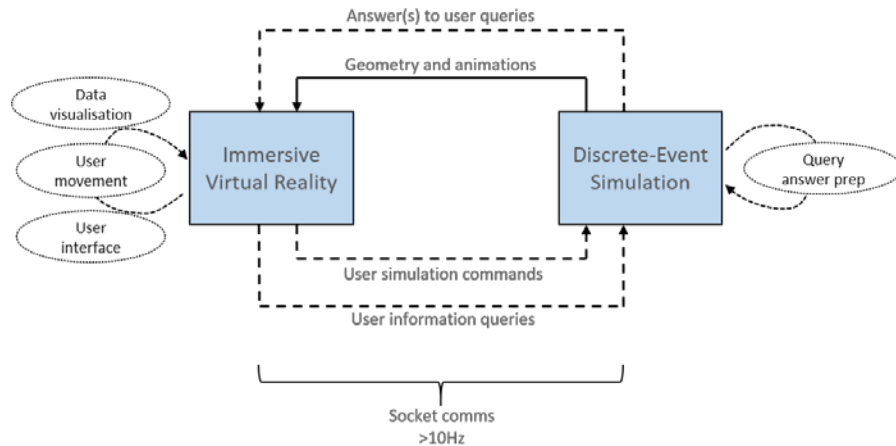 Answer(s) to user queries
Geometry and animations
Data
visualisation
User
movement
User
interface
Immersive
Virtual Reality
Discrete-Event
Simulation
Query
answer prep
User simulation commands
User information queries
Socket comms
>10Hz